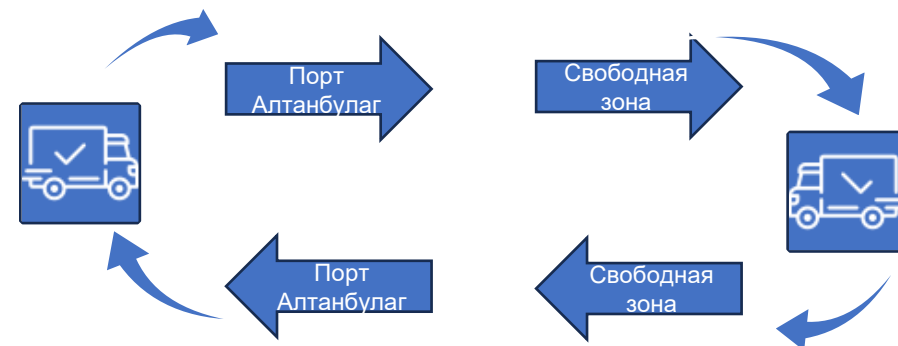 Порт
Алтанбулаг
Свободная
зона
Порт
Алтанбулаг
Свободная
зона